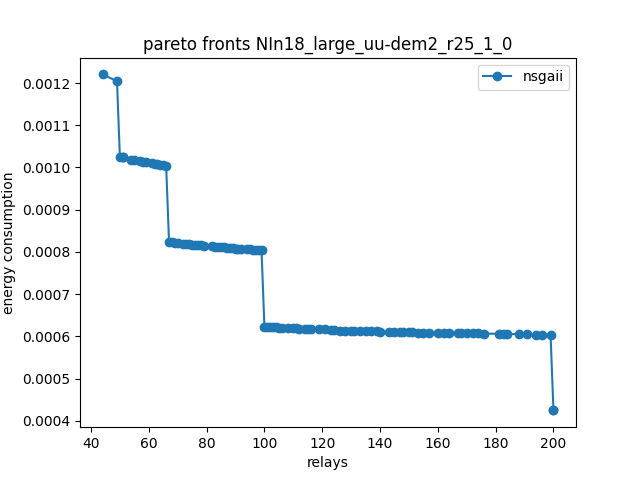 pareto fronts NIn18_large_uu-dem2_r25_1_0
nsgaii
0.0012
0.0011
0.0010
0.0009
0.0008
0.0007
0.0006
0.0005
0.0004
energy consumption
40 60 80 100 120 140 160 180 200
relays